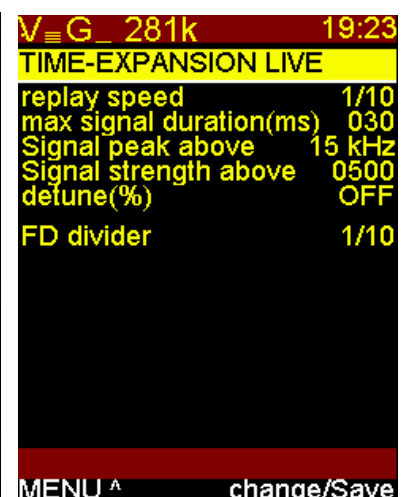 V≡G_ 281k 19:23
TIME-EXPANSION LIVE
replay speed 1/10
max signal duration(ms) 030
Signal peak above 15 kHz
Signal strength above 0500
detune(%) OFF
FD divider 1/10
MENU ^ change/Save